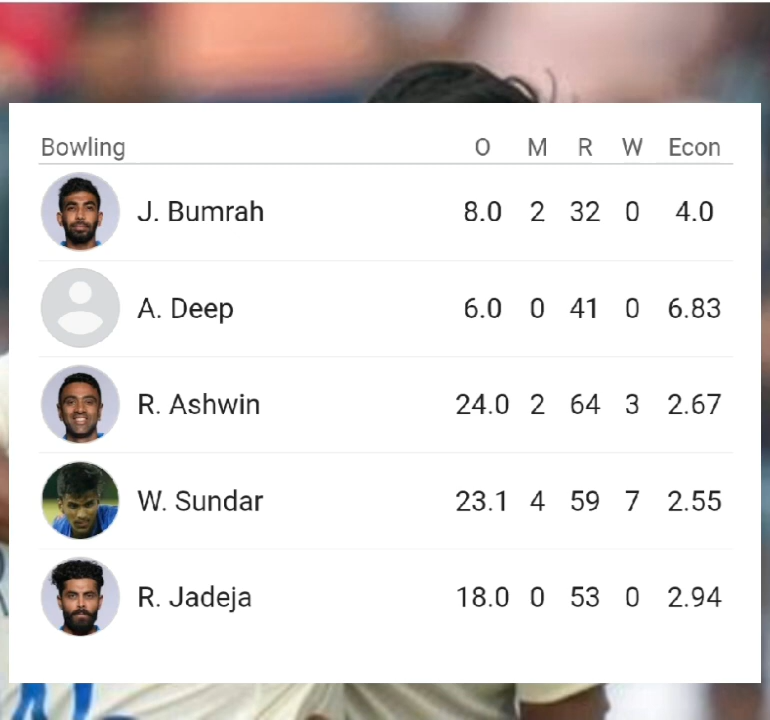 Bowling O M R W Econ
J. Bumrah 8.0 2 32 0 4.0
A. Deep 6.0 0 41 0 6.83
R. Ashwin 24.0 2 64 3 2.67
W. Sundar 23.1 4 59 7 2.55
R. Jadeja 18.0 0 53 0 2.94